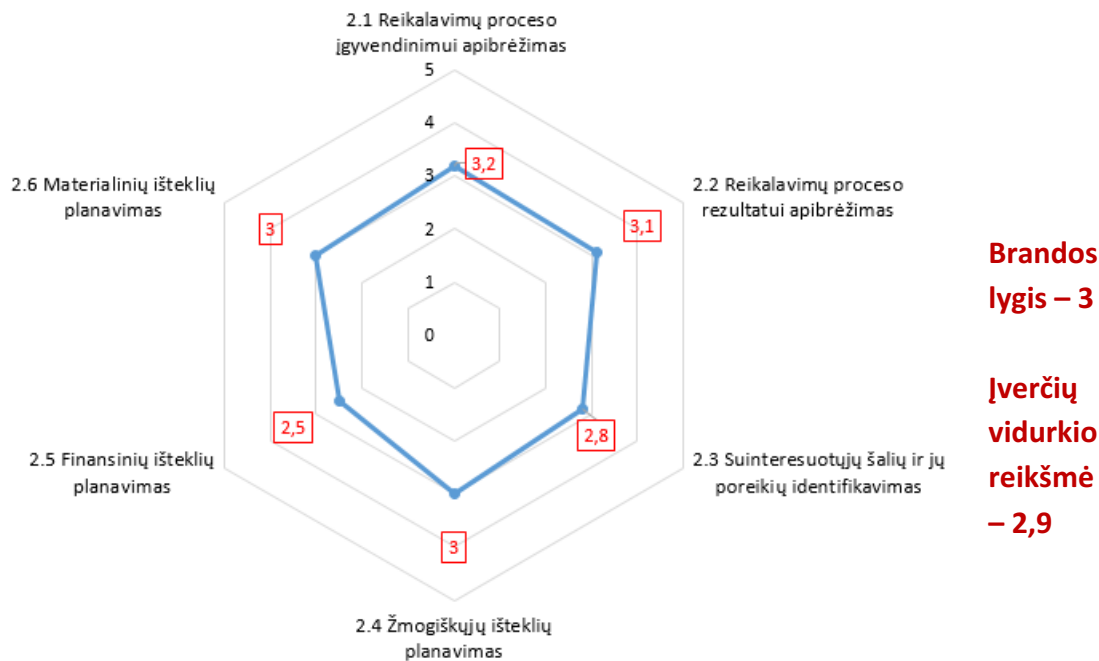 2.1 Reikalavimų proceso
įgyvendinimui apibrėžimas
5
4
3
2
1
0
3,2
2.2 Reikalavimų proceso
rezultatui apibrėžimas
3,1
2.3 Suinteresuotųjų šalių ir jų
poreikių identifikavimas
2,8
2.4 Žmogiškųjų išteklių
planavimas
3
2.5 Finansinių išteklių
planavimas
2,5
2.6 Materialinių išteklių
planavimas
3
Brandos
lygis – 3
Įverčių
vidurkio
reikšmė
– 2,9